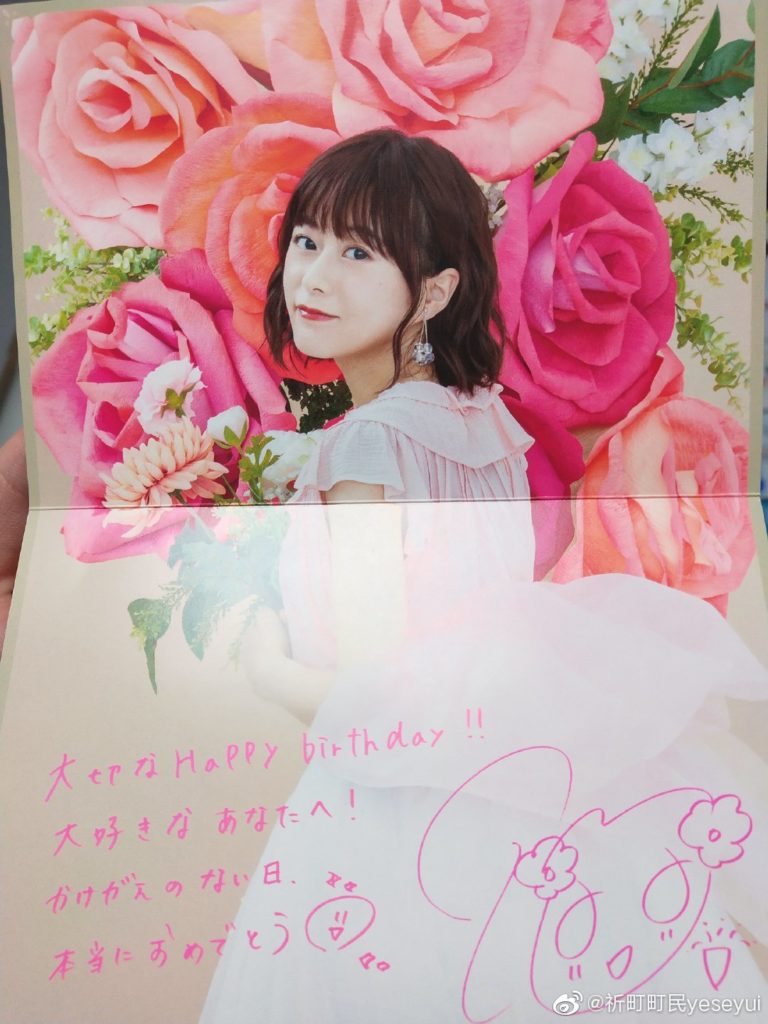 大切なHappy birthday!!
大好きなあなたへ!
かけがえのない日、
本当におめでとう
@祈町町民yeseyui